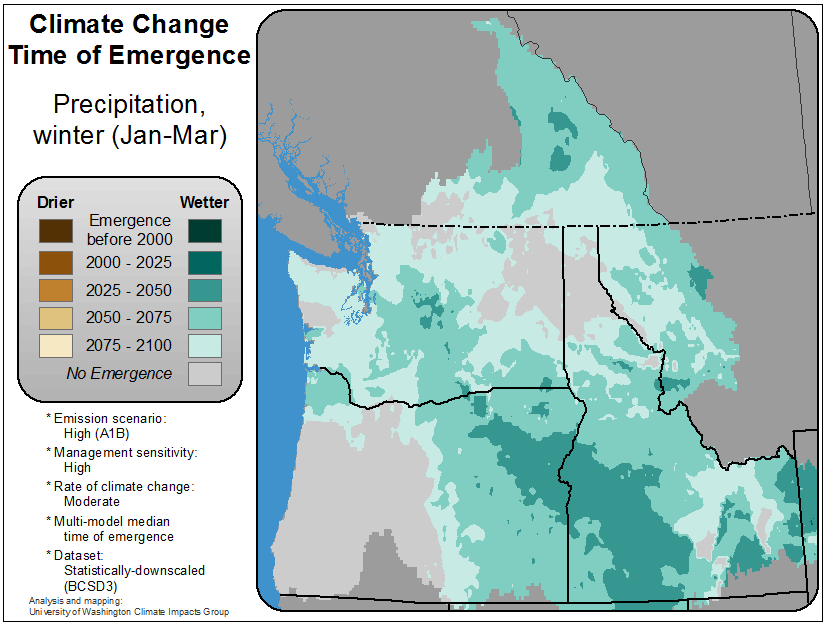 Climate Change
Time of Emergence
Precipitation,
winter (Jan-Mar)
Drier Wetter
Emergence
before 2000
2000 - 2025
2025 - 2050
2050 - 2075
2075 - 2100
No Emergence
* Emission scenario:
High (A1B)
* Management sensitivity:
High
* Rate of climate change:
Moderate
* Multi-model median
time of emergence
* Dataset:
Statistically-downscaled
(BCSD3)
Analysis and mapping:
University of Washington Climate Impacts Group